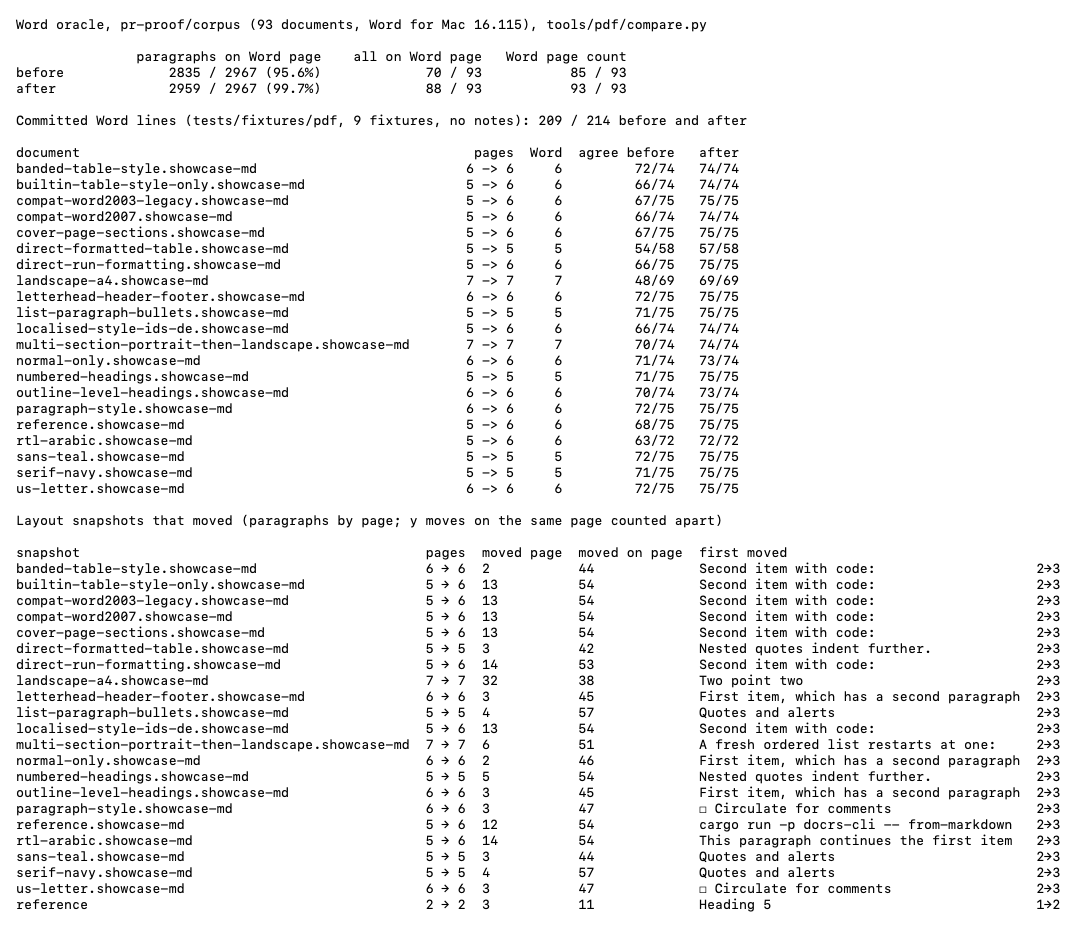 Word oracle, pr-proof/corpus (93 documents, Word for Mac 16.115), tools/pdf/compare.py
paragraphs on Word page    all on Word page   Word page count
before             2835 / 2967 (95.6%)             70 / 93           85 / 93
after              2959 / 2967 (99.7%)             88 / 93           93 / 93
Committed Word lines (tests/fixtures/pdf, 9 fixtures, no notes): 209 / 214 before and after
document                                                 pages  Word  agree before   after
banded-table-style.showcase-md                          6 -> 6     6         72/74   74/74
builtin-table-style-only.showcase-md                    5 -> 6     6         66/74   74/74
compat-word2003-legacy.showcase-md                      5 -> 6     6         67/75   75/75
compat-word2007.showcase-md                             5 -> 6     6         66/74   74/74
cover-page-sections.showcase-md                         5 -> 6     6         67/75   75/75
direct-formatted-table.showcase-md                      5 -> 5     5         54/58   57/58
direct-run-formatting.showcase-md                       5 -> 6     6         66/75   75/75
landscape-a4.showcase-md                                7 -> 7     7         48/69   69/69
letterhead-header-footer.showcase-md                    6 -> 6     6         72/75   75/75
list-paragraph-bullets.showcase-md                      5 -> 5     5         71/75   75/75
localised-style-ids-de.showcase-md                      5 -> 6     6         66/74   74/74
multi-section-portrait-then-landscape.showcase-md       7 -> 7     7         70/74   74/74
normal-only.showcase-md                                 6 -> 6     6         71/74   73/74
numbered-headings.showcase-md                           5 -> 5     5         71/75   75/75
outline-level-headings.showcase-md                      6 -> 6     6         70/74   73/74
paragraph-style.showcase-md                             6 -> 6     6         72/75   75/75
reference.showcase-md                                   5 -> 6     6         68/75   75/75
rtl-arabic.showcase-md                                  5 -> 6     6         63/72   72/72
sans-teal.showcase-md                                   5 -> 5     5         72/75   75/75
serif-navy.showcase-md                                  5 -> 5     5         71/75   75/75
us-letter.showcase-md                                   6 -> 6     6         72/75   75/75
Layout snapshots that moved (paragraphs by page; y moves on the same page counted apart)
snapshot                                           pages  moved page  moved on page  first moved
banded-table-style.showcase-md                     6 → 6  2           44             Second item with code:                    2→3
builtin-table-style-only.showcase-md               5 → 6  13          54             Second item with code:                    2→3
compat-word2003-legacy.showcase-md                 5 → 6  13          54             Second item with code:                    2→3
compat-word2007.showcase-md                        5 → 6  13          54             Second item with code:                    2→3
cover-page-sections.showcase-md                    5 → 6  13          54             Second item with code:                    2→3
direct-formatted-table.showcase-md                 5 → 5  3           42             Nested quotes indent further.             2→3
direct-run-formatting.showcase-md                  5 → 6  14          53             Second item with code:                    2→3
landscape-a4.showcase-md                           7 → 7  32          38             Two point two                             2→3
letterhead-header-footer.showcase-md               6 → 6  3           45             First item, which has a second paragraph  2→3
list-paragraph-bullets.showcase-md                 5 → 5  4           57             Quotes and alerts                         2→3
localised-style-ids-de.showcase-md                 5 → 6  13          54             Second item with code:                    2→3
multi-section-portrait-then-landscape.showcase-md  7 → 7  6           51             A fresh ordered list restarts at one:     2→3
normal-only.showcase-md                            6 → 6  2           46             First item, which has a second paragraph  2→3
numbered-headings.showcase-md                      5 → 5  5           54             Nested quotes indent further.             2→3
outline-level-headings.showcase-md                 6 → 6  3           45             First item, which has a second paragraph  2→3
paragraph-style.showcase-md                        6 → 6  3           47             ☐ Circulate for comments                  2→3
reference.showcase-md                              5 → 6  12          54             cargo run -p docrs-cli -- from-markdown   2→3
rtl-arabic.showcase-md                             5 → 6  14          54             This paragraph continues the first item   2→3
sans-teal.showcase-md                              5 → 5  3           44             Quotes and alerts                         2→3
serif-navy.showcase-md                             5 → 5  4           57             Quotes and alerts                         2→3
us-letter.showcase-md                              6 → 6  3           47             ☐ Circulate for comments                  2→3
reference                                          2 → 2  3           11             Heading 5                                 1→2